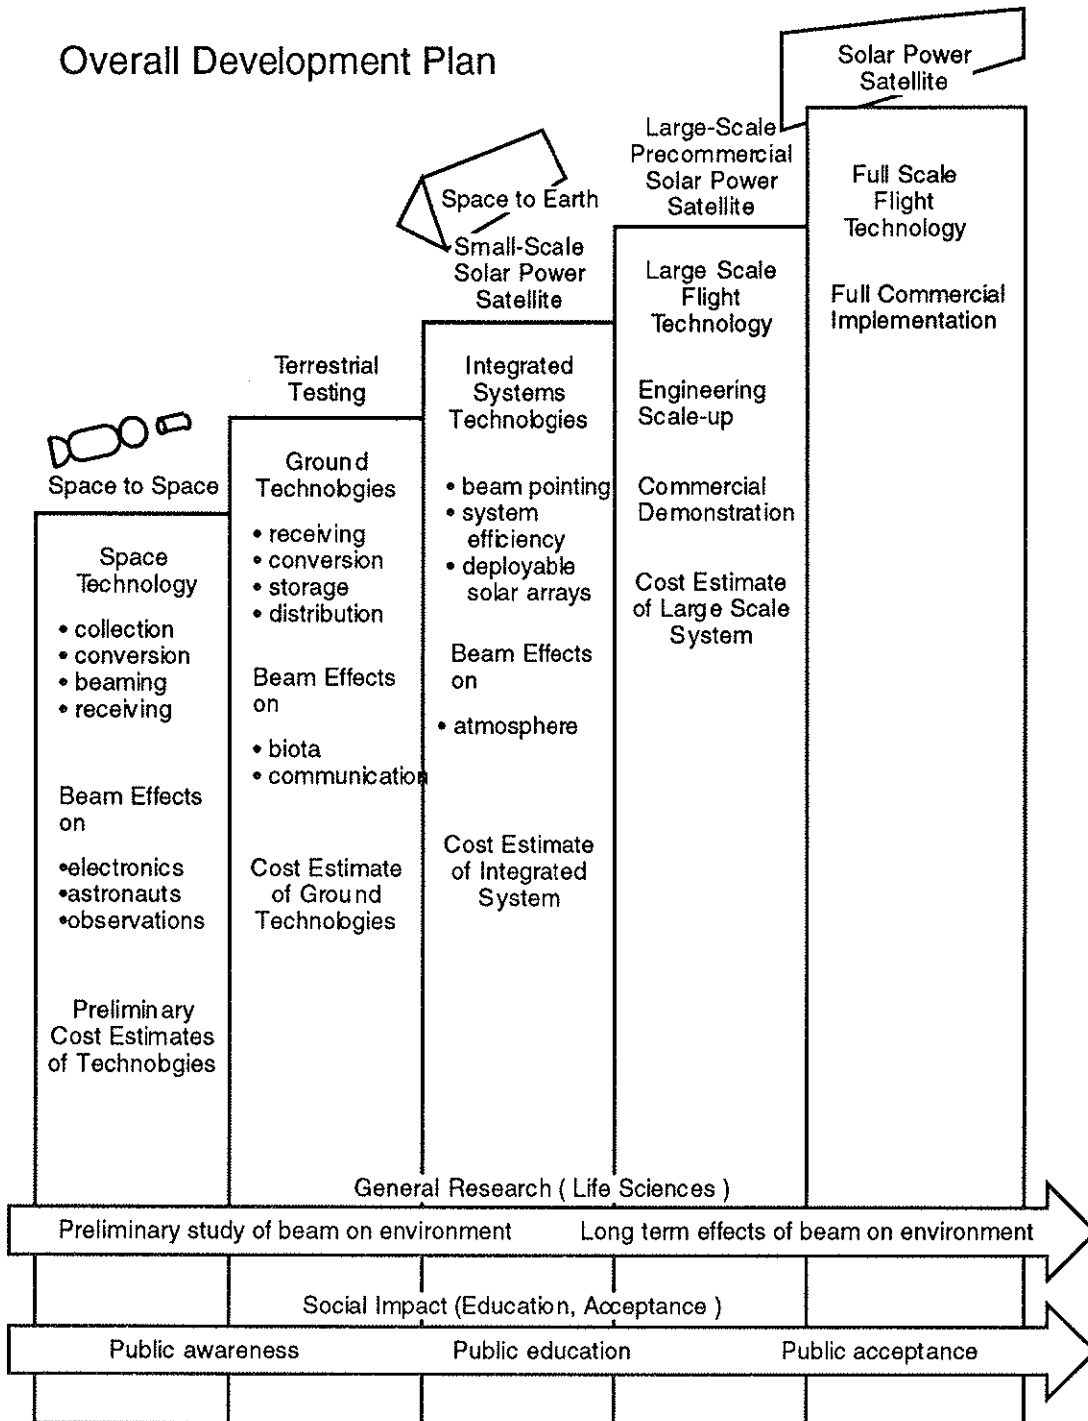 Overall Development Plan
Space to Space
Space
Technology
• collection
• conversion
• beaming
• receiving
Beam Effects
on
•electronics
•astronauts
•observations
Preliminary
Cost Estimates
of Technologies
Terrestrial
Testing
Ground
Technologies
• receiving
• conversion
• storage
• distribution
Beam Effects
on
• biota
• communication
Cost Estimate
of Ground
Technologies
Space to Earth
Small-Scale
Solar Power
Satellite
Integrated
Systems
Technologies
• beam pointing
• system
efficiency
• deployable
solar arrays
Beam Effects
on
• atmosphere
Cost Estimate
of Integrated
System
Large-Scale
Precommercial
Solar Power
Satellite
Large Scale
Flight
Technology
Engineering
Scale-up
Commercial
Demonstration
Cost Estimate
of Large Scale
System
Solar Power
Satellite
Full Scale
Flight
Technology
Full Commercial
Implementation
General Research ( Life Sciences )
Preliminary study of beam on environment
Long term effects of beam on environment
Social Impact (Education, Acceptance )
Public awareness
Public education
Public acceptance